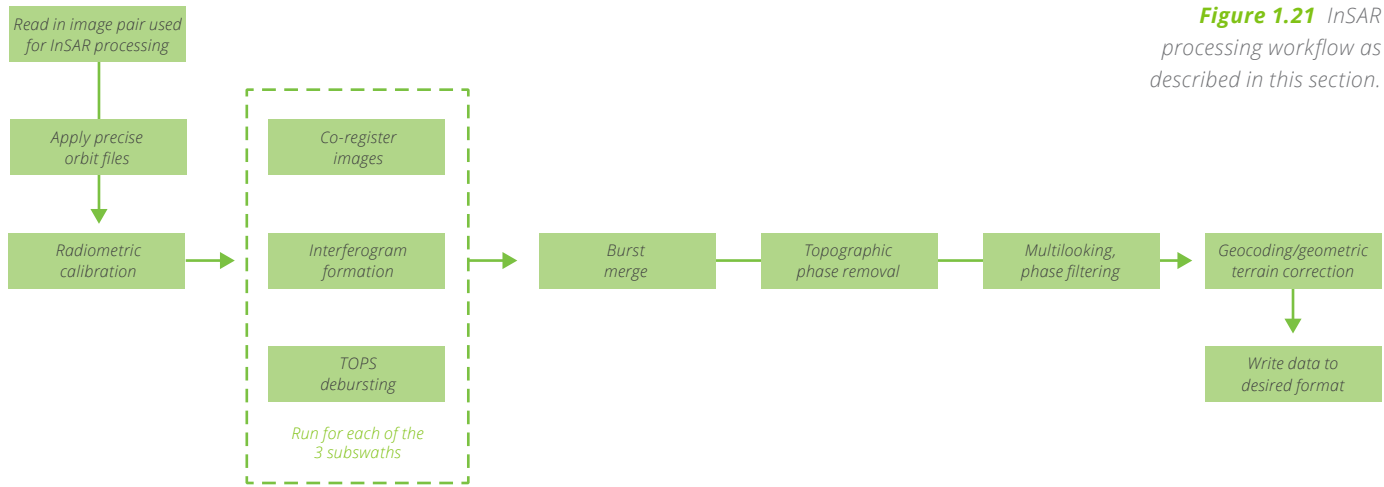 Figure 1.21 InSAR
processing workflow as
described in this section.
Read in image pair used
for InSAR processing
Apply precise
orbit files
Radiometric
calibration
Co-register
images
Interferogram
formation
TOPS
debursting
Run for each of the
3 subswaths
Burst
merge
Topographic
phase removal
Multilooking,
phase filtering
Geocoding/geometric
terrain correction
Write data to
desired format